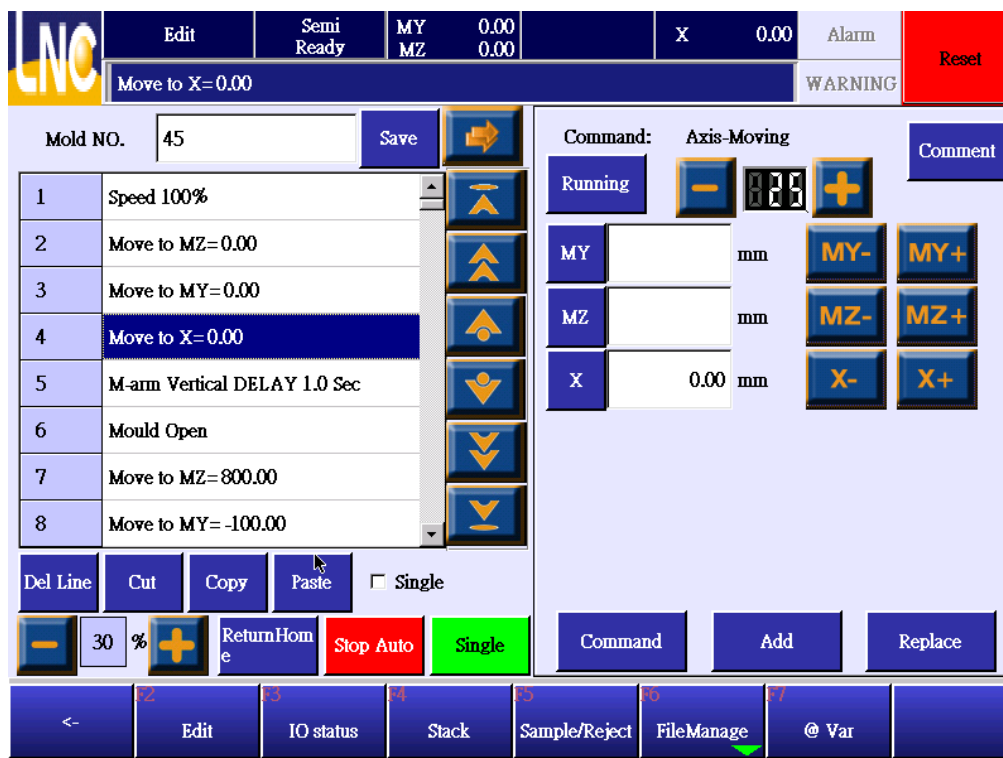 LNC
Edit
Semi Ready
MY 0.00
MZ 0.00
X 0.00
Alarm
Reset
Move to X=0.00
WARNING
Mold NO. 45
Save
Command: Axis-Moving
Comment
Running
25
1 Speed 100%
2 Move to MZ=0.00
3 Move to MY=0.00
4 Move to X=0.00
5 M-arm Vertical DELAY 1.0 Sec
6 Mould Open
7 Move to MZ=800.00
8 Move to MY=-100.00
MY mm MY- MY+
MZ mm MZ- MZ+
X 0.00 mm X- X+
Del Line
Cut
Copy
Paste
Single
30 %
ReturnHome
Stop Auto
Single
Command
Add
Replace
<-
F2 Edit
F3 IO status
F4 Stack
F5 Sample/Reject
F6 FileManage
F7 @ Var